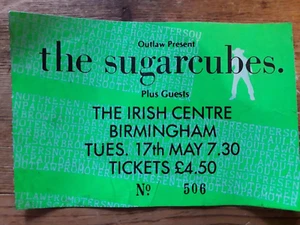 Outlaw Present
the sugarcubes.
Plus Guests
THE IRISH CENTRE
BIRMINGHAM
TUES. 17th MAY 7.30
TICKETS £4.50
No 506